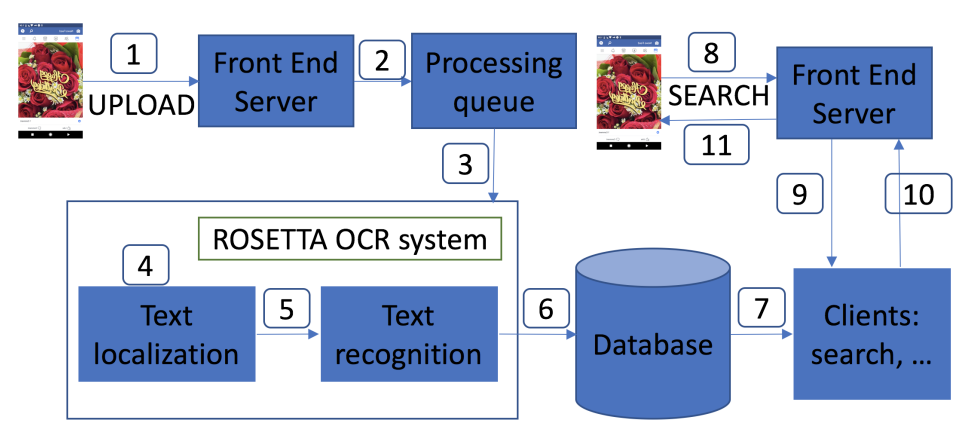 1
UPLOAD
Front End
Server
2
Processing
queue
3
ROSETTA OCR system
4
Text
localization
5
Text
recognition
6
Database
7
Clients:
search, ...
8
SEARCH
11
Front End
Server
9
10